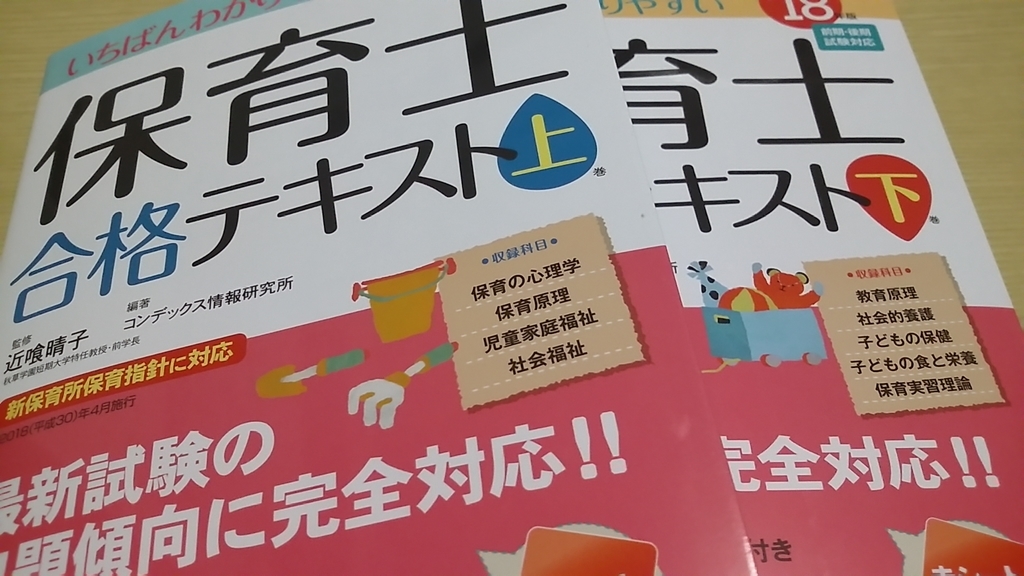 いちばんわか
保育士
合格テキスト 上巻
監修
近喰晴子
秋草学園短期大学特任教授・前学長
編著
コンデックス情報研究所
新保育所保育指針に対応
2018(平成30)年4月施行
●収録科目●
保育の心理学
保育原理
児童家庭福祉
社会福祉
最新試験の
題傾向に完全対応!!
りやすい
18年版
前期・後期
試験対応
育士
キスト 下巻
●収録科目●
教育原理
社会的養護
子どもの保健
子どもの食と栄養
保育実習理論
完全対応!!
付き